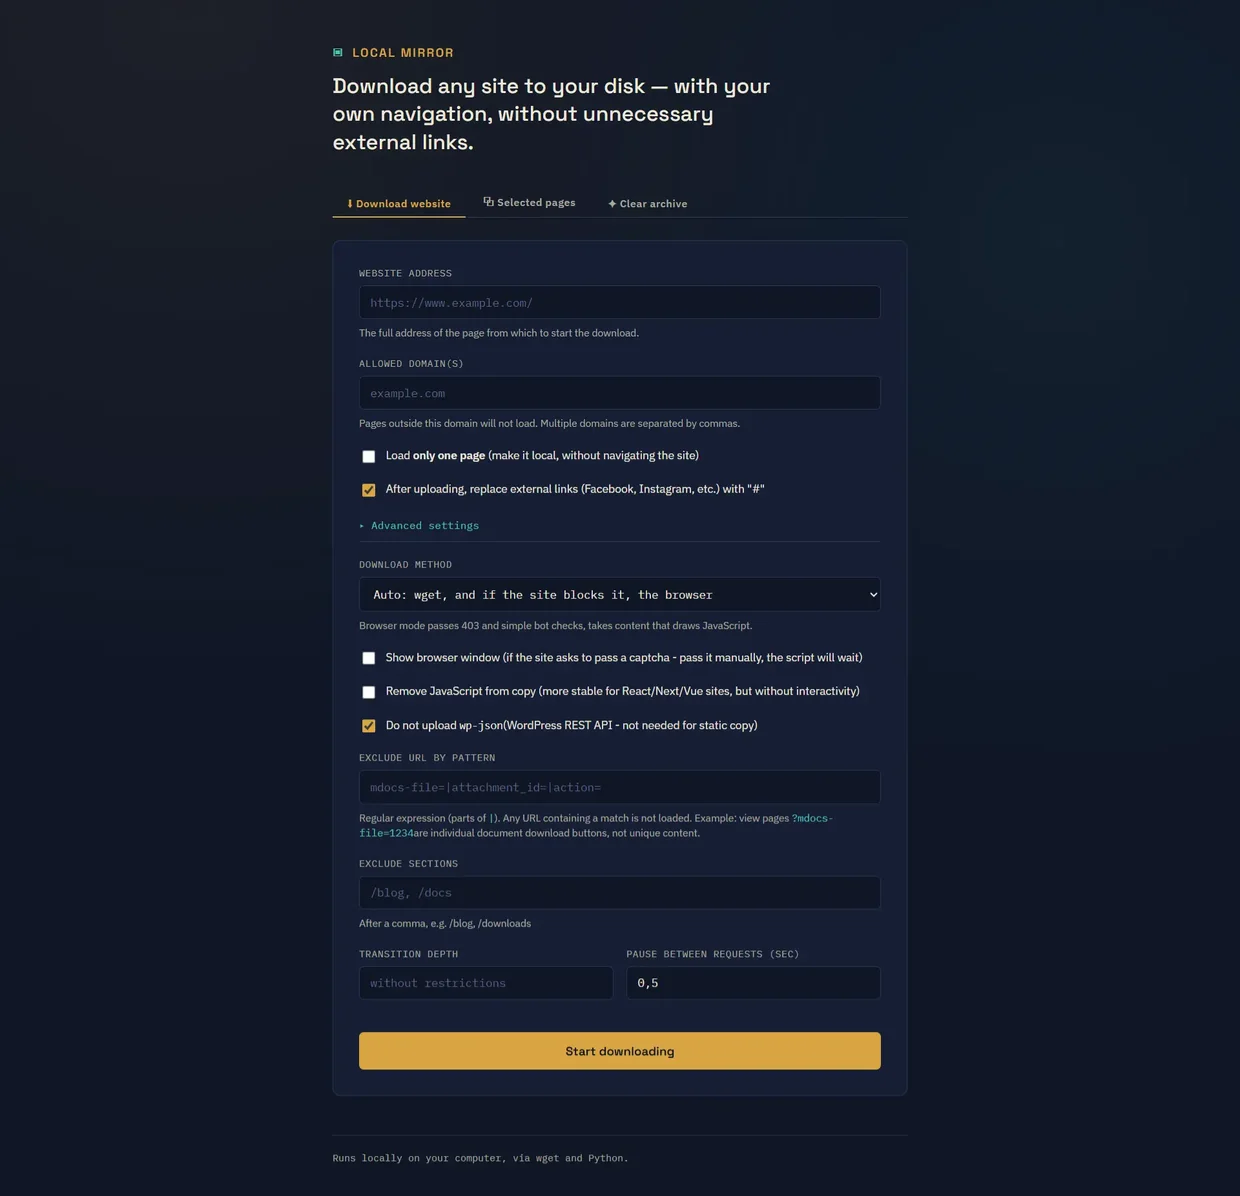 LOCAL MIRROR
Download any site to your disk — with your
own navigation, without unnecessary
external links.
⬇ Download website
Selected pages
✦ Clear archive
WEBSITE ADDRESS
https://www.example.com/
The full address of the page from which to start the download.
ALLOWED DOMAIN(S)
example.com
Pages outside this domain will not load. Multiple domains are separated by commas.
Load only one page (make it local, without navigating the site)
After uploading, replace external links (Facebook, Instagram, etc.) with "#"
▸ Advanced settings
DOWNLOAD METHOD
Auto: wget, and if the site blocks it, the browser
Browser mode passes 403 and simple bot checks, takes content that draws JavaScript.
Show browser window (if the site asks to pass a captcha - pass it manually, the script will wait)
Remove JavaScript from copy (more stable for React/Next/Vue sites, but without interactivity)
Do not upload wp-json(WordPress REST API - not needed for static copy)
EXCLUDE URL BY PATTERN
mdocs-file=|attachment_id=|action=
Regular expression (parts of |). Any URL containing a match is not loaded. Example: view pages ?mdocs-
file=1234are individual document download buttons, not unique content.
EXCLUDE SECTIONS
/blog, /docs
After a comma, e.g. /blog, /downloads
TRANSITION DEPTH
PAUSE BETWEEN REQUESTS (SEC)
without restrictions
0,5
Start downloading
Runs locally on your computer, via wget and Python.